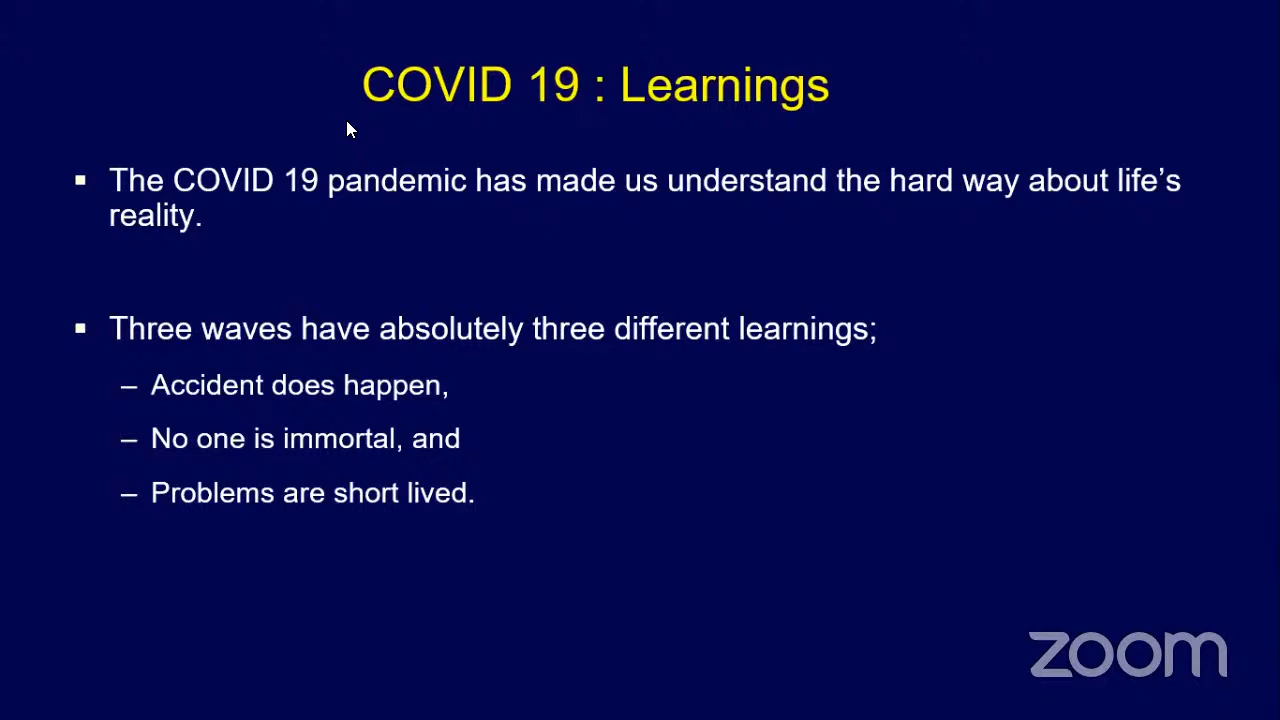 COVID 19 : Learnings
▪ The COVID 19 pandemic has made us understand the hard way about life's
reality.
▪ Three waves have absolutely three different learnings;
– Accident does happen,
– No one is immortal, and
– Problems are short lived.
zoom